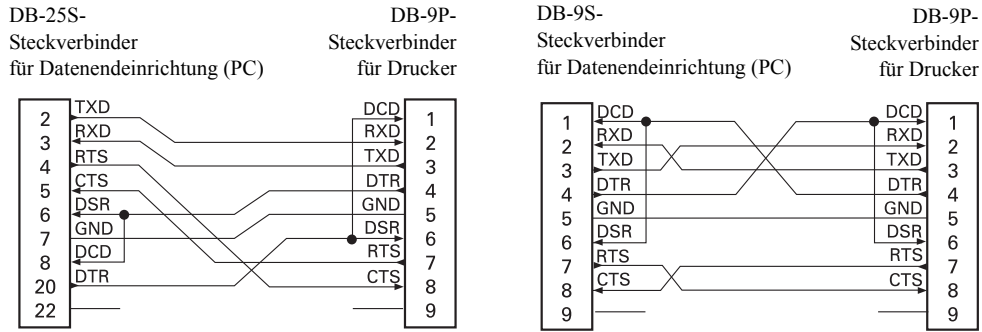 DB-25S-
Steckverbinder
für Datenendeinrichtung (PC)
DB-9P-
Steckverbinder
für Drucker
2 TXD DCD 1
3 RXD RXD 2
4 RTS TXD 3
5 CTS DTR 4
6 DSR GND 5
7 GND DSR 6
8 DCD RTS 7
20 DTR CTS 8
22 9
DB-9S-
Steckverbinder
für Datenendeinrichtung (PC)
DB-9P-
Steckverbinder
für Drucker
1 DCD DCD 1
2 RXD RXD 2
3 TXD TXD 3
4 DTR DTR 4
5 GND GND 5
6 DSR DSR 6
7 RTS RTS 7
8 CTS CTS 8
9 9